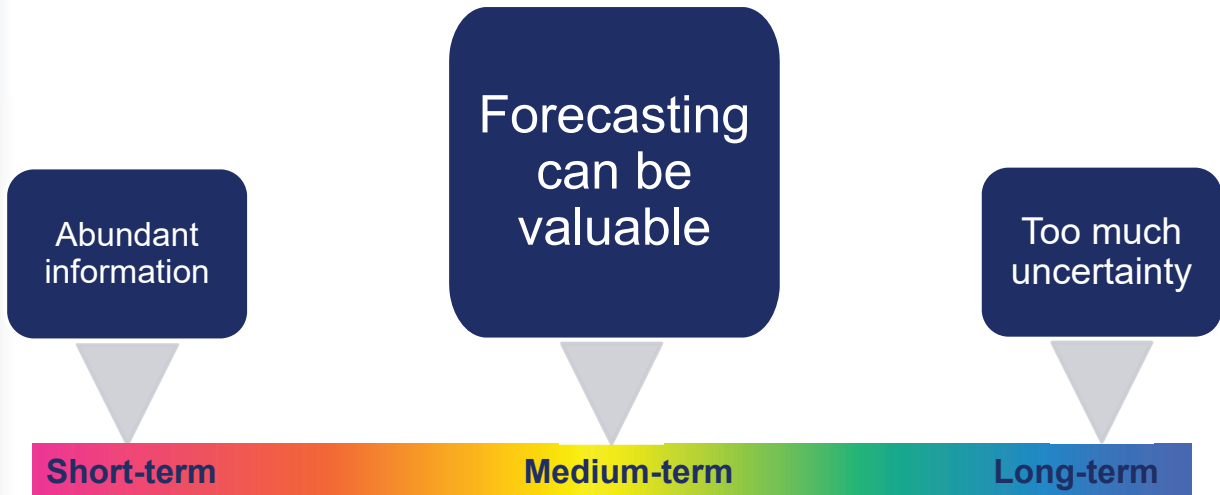 Forecasting
can be
valuable
Abundant
information
Too much
uncertainty
Short-term
Medium-term
Long-term